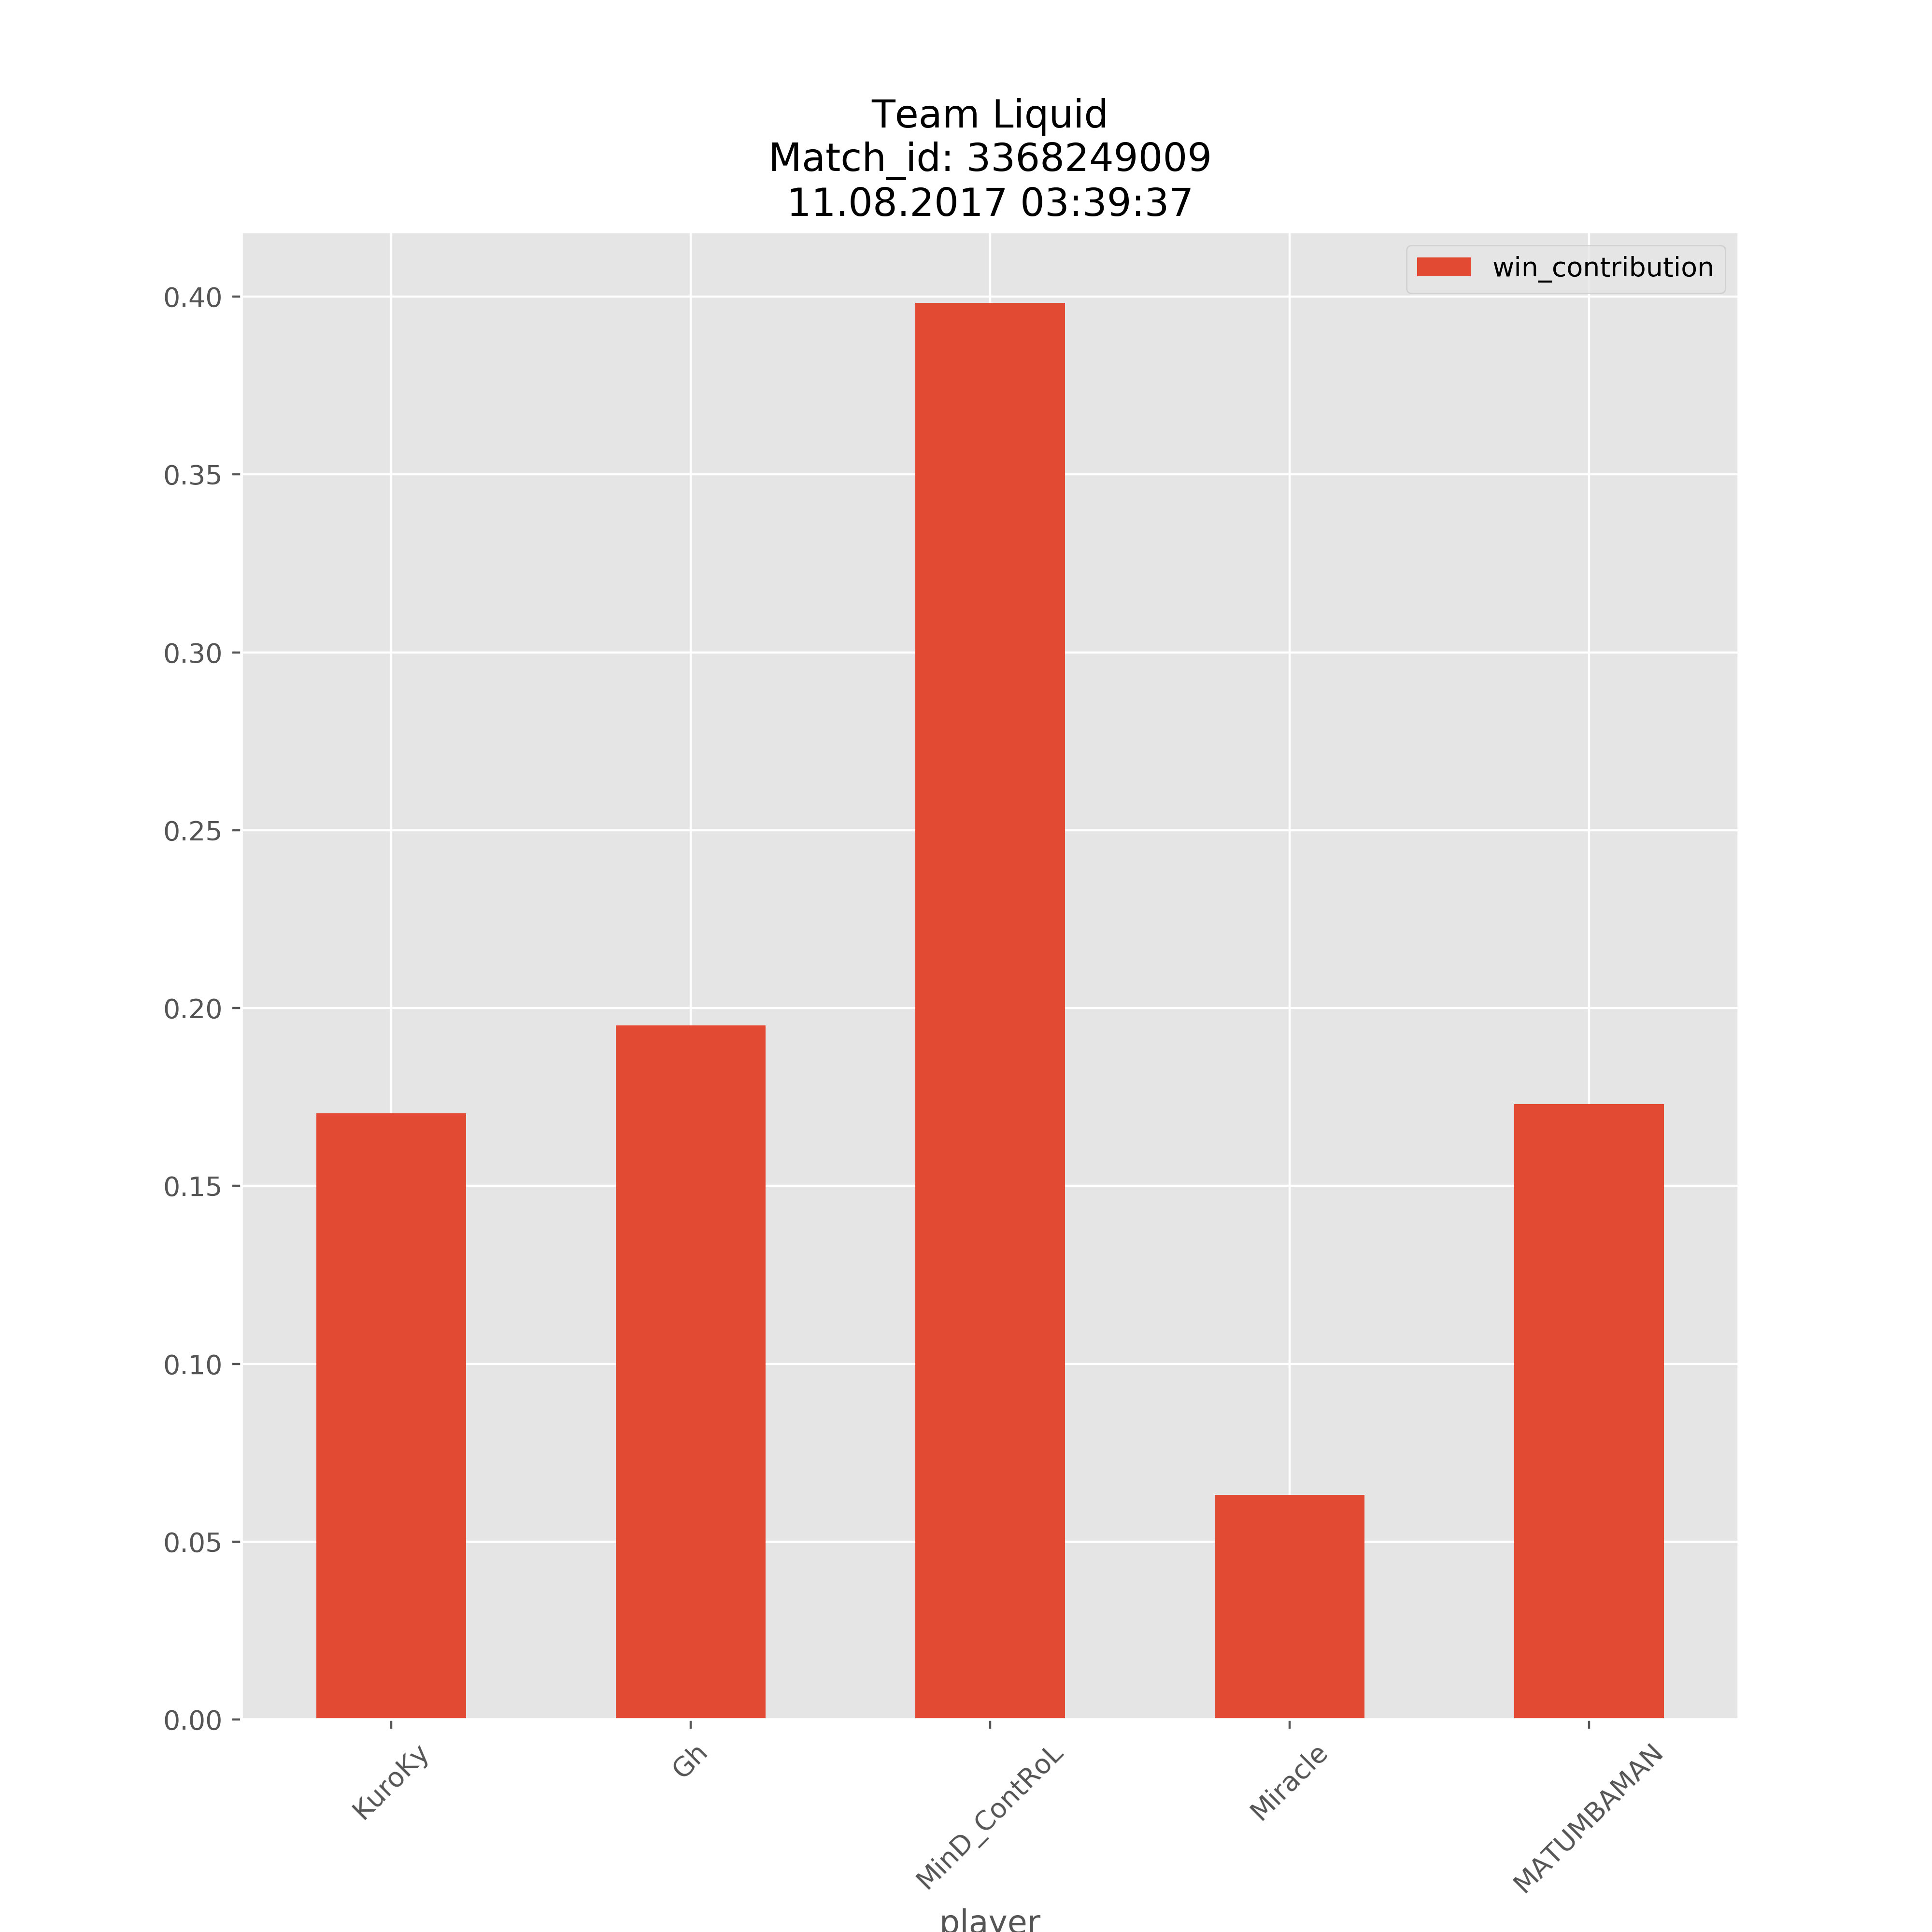 Team Liquid
Match_id: 3368249009
11.08.2017 03:39:37
win_contribution
0.40
0.35
0.30
0.25
0.20
0.15
0.10
0.05
0.00
KuroKy
Gh
MinD_ContRoL
Miracle
MATUMBAMAN
player